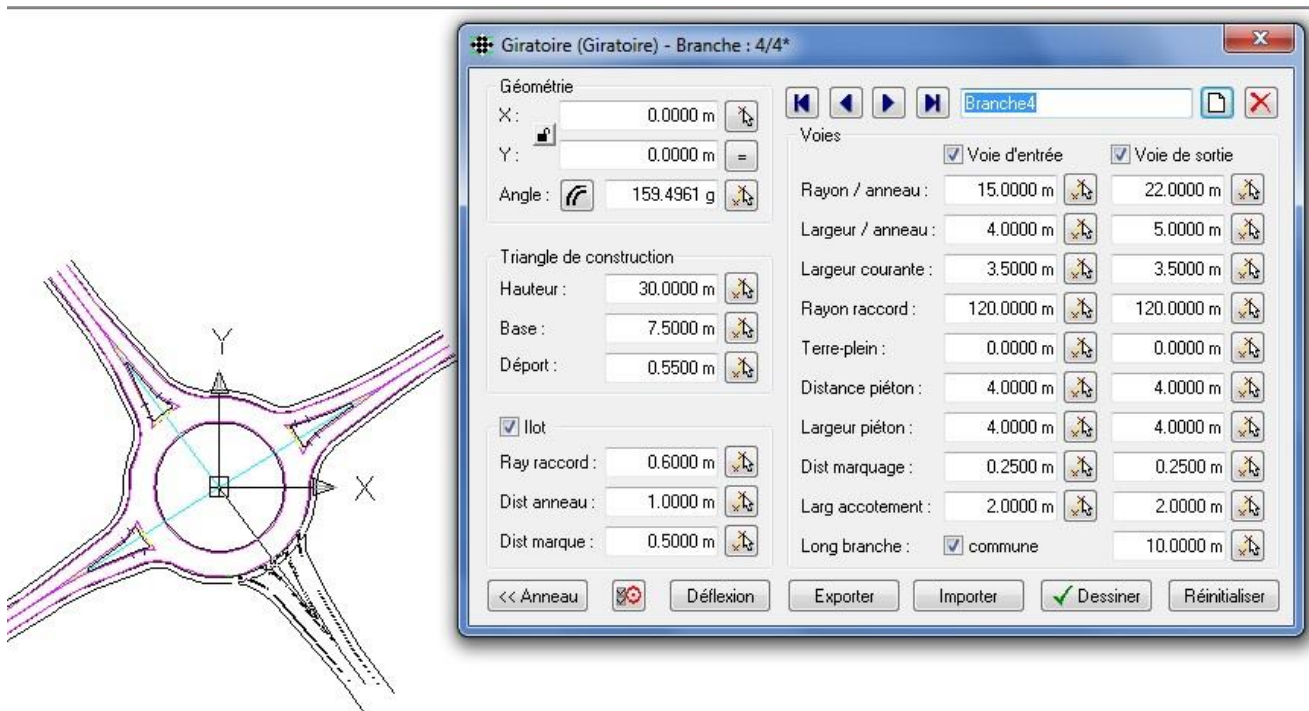 Giratoire (Giratoire) - Branche : 4/4*
Géométrie
X :
0.0000 m
Y :
0.0000 m
=
Angle :
159.4961 g
Triangle de construction
Hauteur :
30.0000 m
Base :
7.5000 m
Déport :
0.5500 m
Ilot
Ray raccord :
0.6000 m
Dist anneau :
1.0000 m
Dist marque :
0.5000 m
Branche4
Voies
Voie d'entrée
Voie de sortie
Rayon / anneau :
15.0000 m
22.0000 m
Largeur / anneau :
4.0000 m
5.0000 m
Largeur courante :
3.5000 m
3.5000 m
Rayon raccord :
120.0000 m
120.0000 m
Terre-plein :
0.0000 m
0.0000 m
Distance piéton :
4.0000 m
4.0000 m
Largeur piéton :
4.0000 m
4.0000 m
Dist marquage :
0.2500 m
0.2500 m
Larg accotement :
2.0000 m
2.0000 m
Long branche :
commune
10.0000 m
<< Anneau
Déflexion
Exporter
Importer
Dessiner
Réinitialiser
Y
X